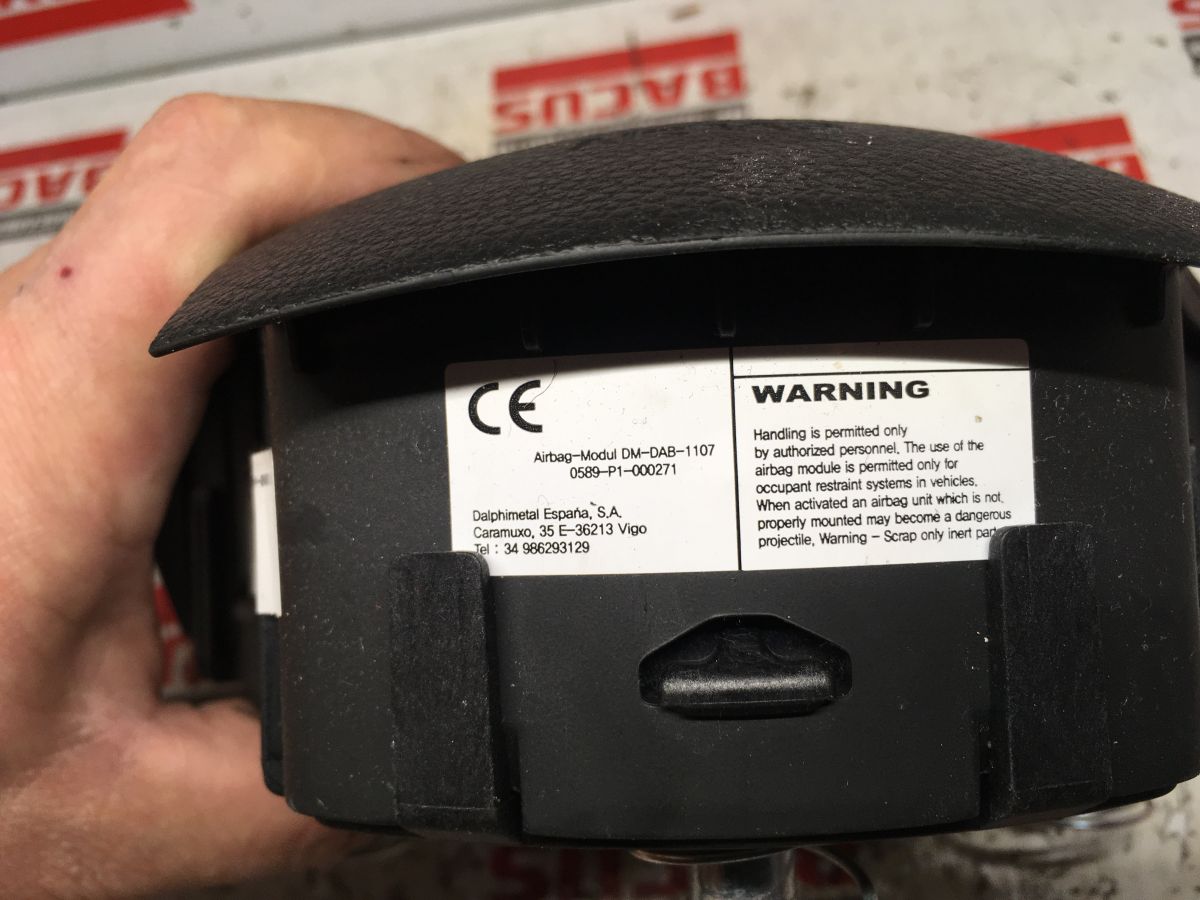 BACUS
BACUS
CE
Airbag-Modul DM-DAB-1107
0589-P1-000271
Dalphimetal España, S.A.
Caramuxo, 35 E-36213 Vigo
Tel : 34 986293129
WARNING
Handling is permitted only
by authorized personnel. The use of the
airbag module is permitted only for
occupant restraint systems in vehicles.
When activated an airbag unit which is not
properly mounted may become a dangerous
projectile. Warning - Scrap only inert